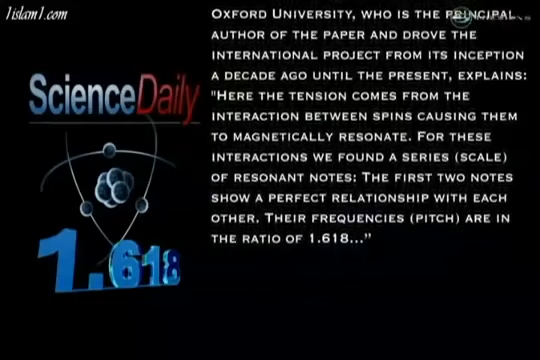 1islam1.com
OXFORD UNIVERSITY, WHO IS THE PRINCIPAL
AUTHOR OF THE PAPER AND DROVE THE
INTERNATIONAL PROJECT FROM ITS INCEPTION
A DECADE AGO UNTIL THE PRESENT, EXPLAINS:
"HERE THE TENSION COMES FROM THE
INTERACTION BETWEEN SPINS CAUSING THEM
TO MAGNETICALLY RESONATE. FOR THESE
INTERACTIONS WE FOUND A SERIES (SCALE)
OF RESONANT NOTES: THE FIRST TWO NOTES
SHOW A PERFECT RELATIONSHIP WITH EACH
OTHER. THEIR FREQUENCIES (PITCH) ARE IN
THE RATIO OF 1.618..."
ScienceDaily
1.618